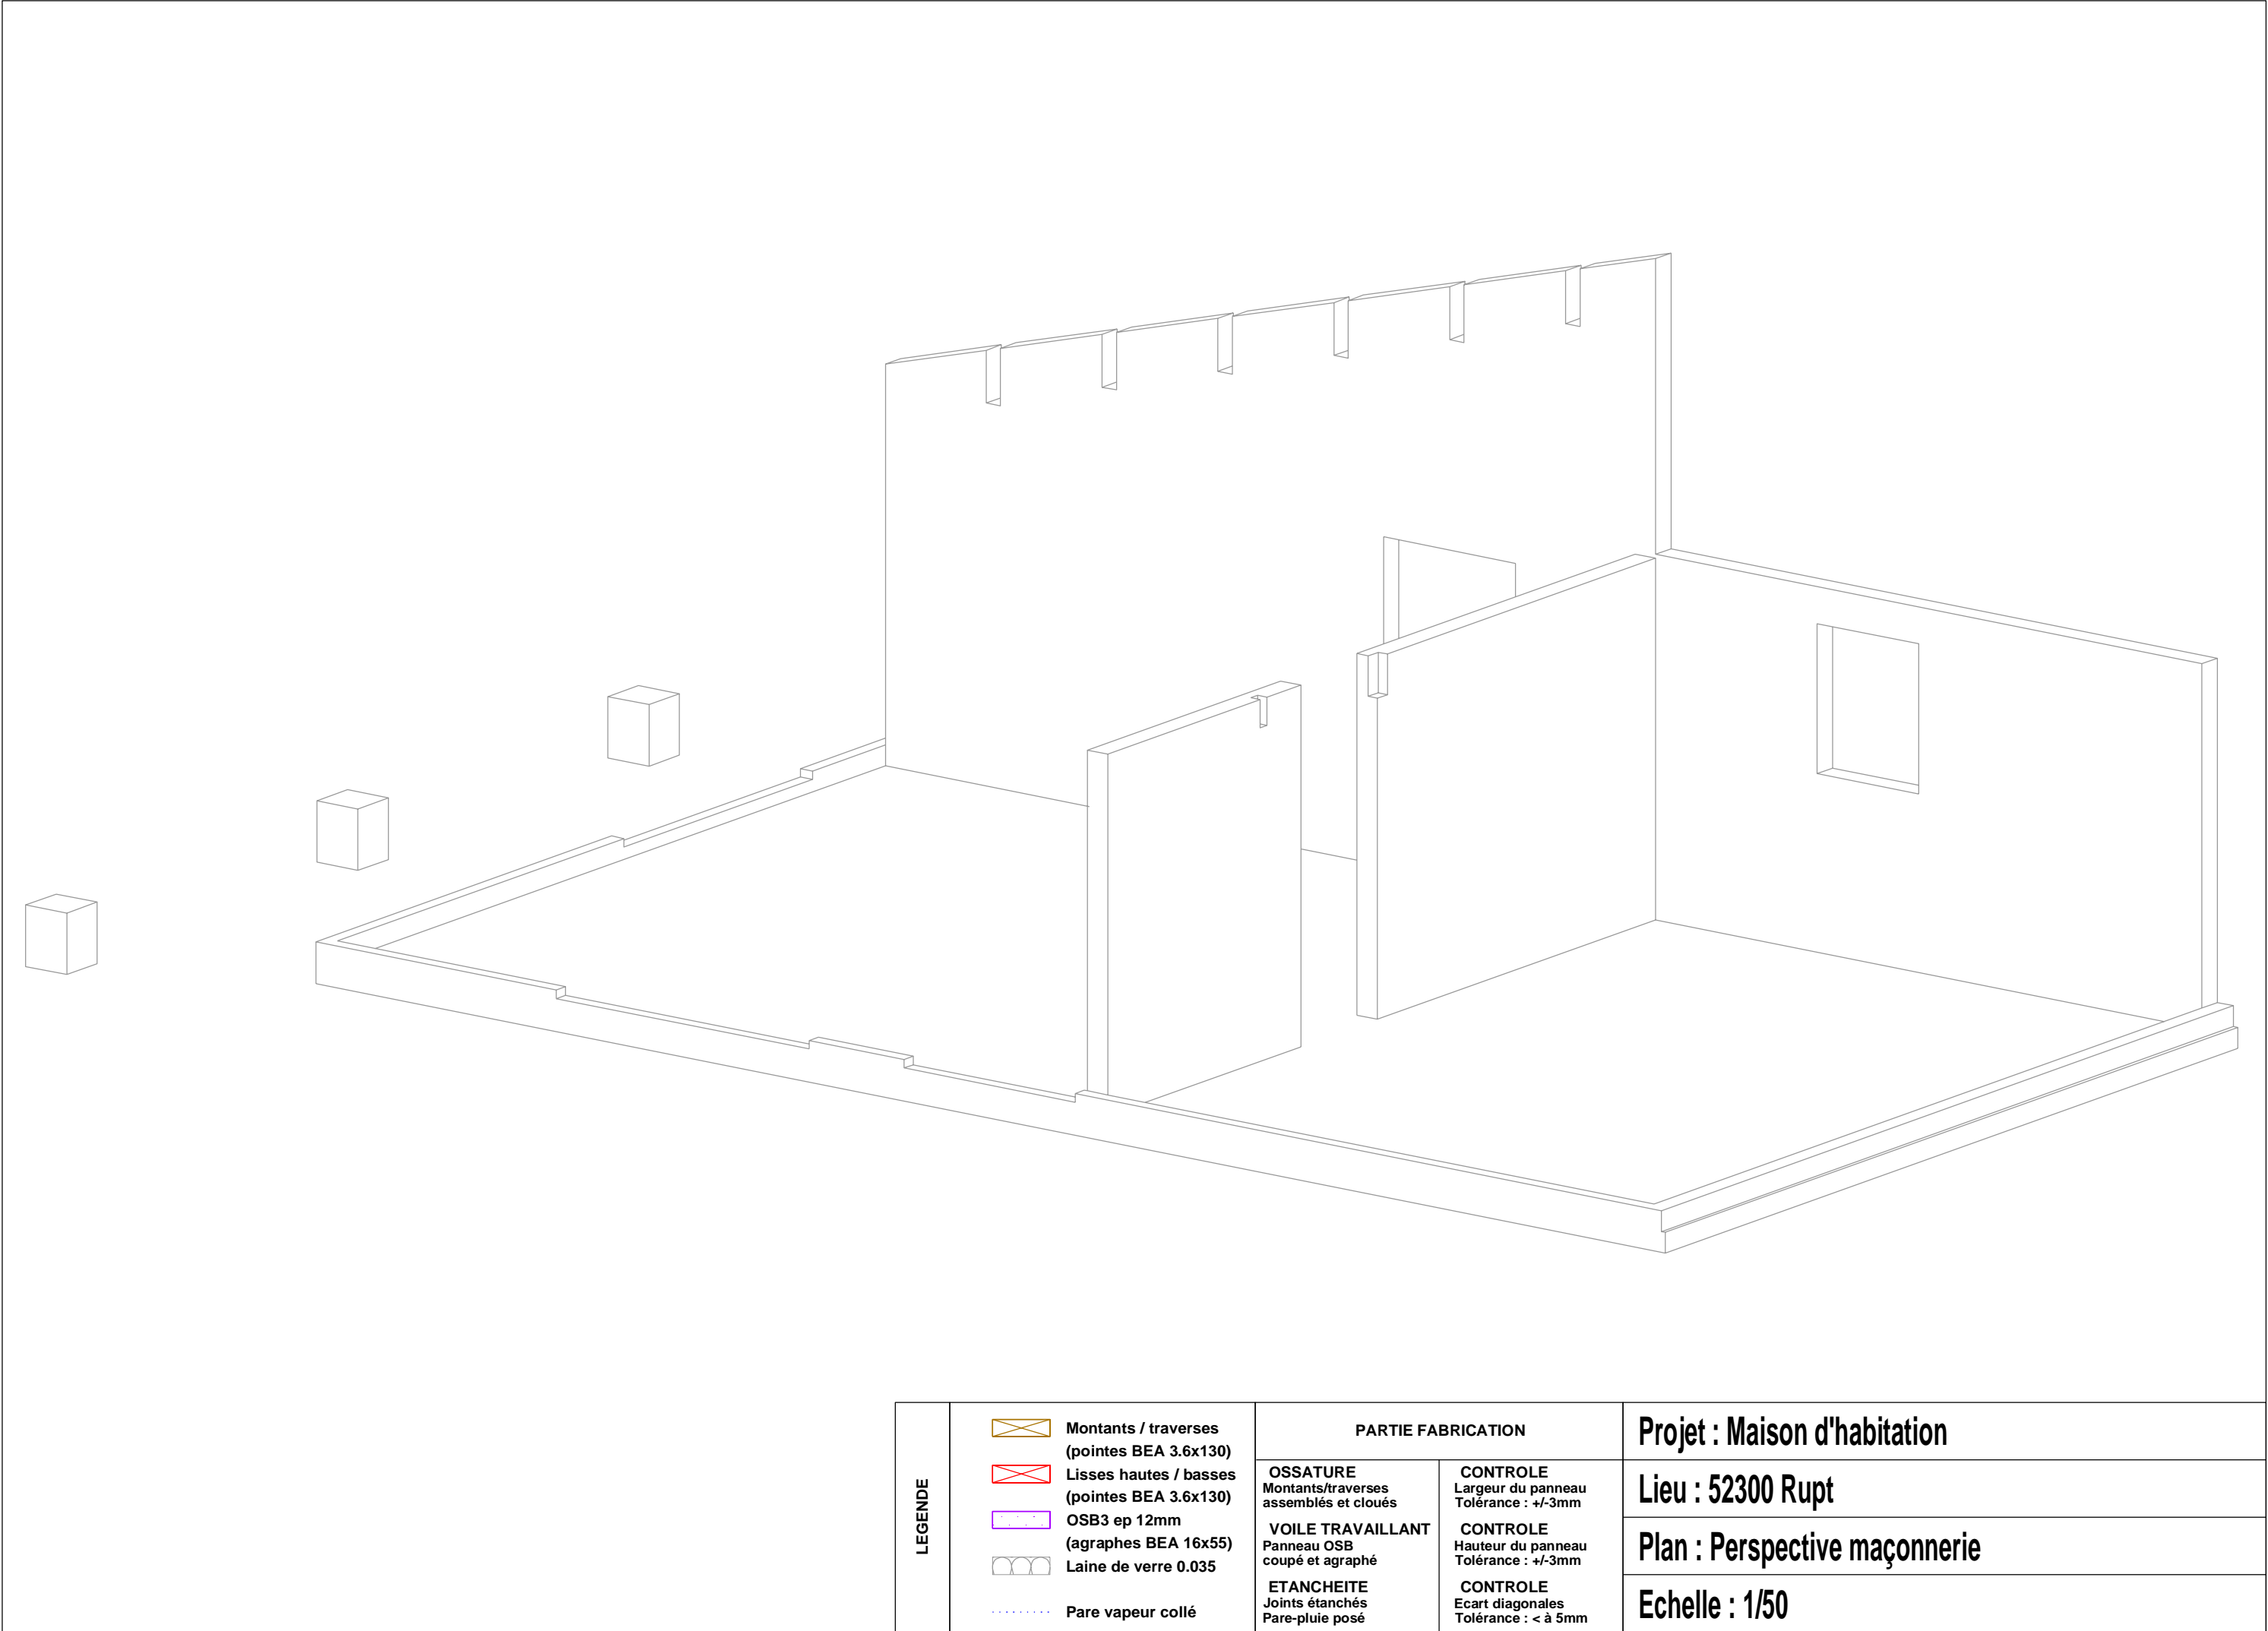 LEGENDE
Montants / traverses
(pointes BEA 3.6x130)
Lisses hautes / basses
(pointes BEA 3.6x130)
OSB3 ep 12mm
(agraphes BEA 16x55)
Laine de verre 0.035
Pare vapeur collé
PARTIE FABRICATION
OSSATURE
Montants/traverses
assemblés et cloués
CONTROLE
Largeur du panneau
Tolérance : +/-3mm
VOILE TRAVAILLANT
Panneau OSB
coupé et agraphé
CONTROLE
Hauteur du panneau
Tolérance : +/-3mm
ETANCHEITE
Joints étanchés
Pare-pluie posé
CONTROLE
Ecart diagonales
Tolérance : < à 5mm
Projet : Maison d'habitation
Lieu : 52300 Rupt
Plan : Perspective maçonnerie
Echelle : 1/50